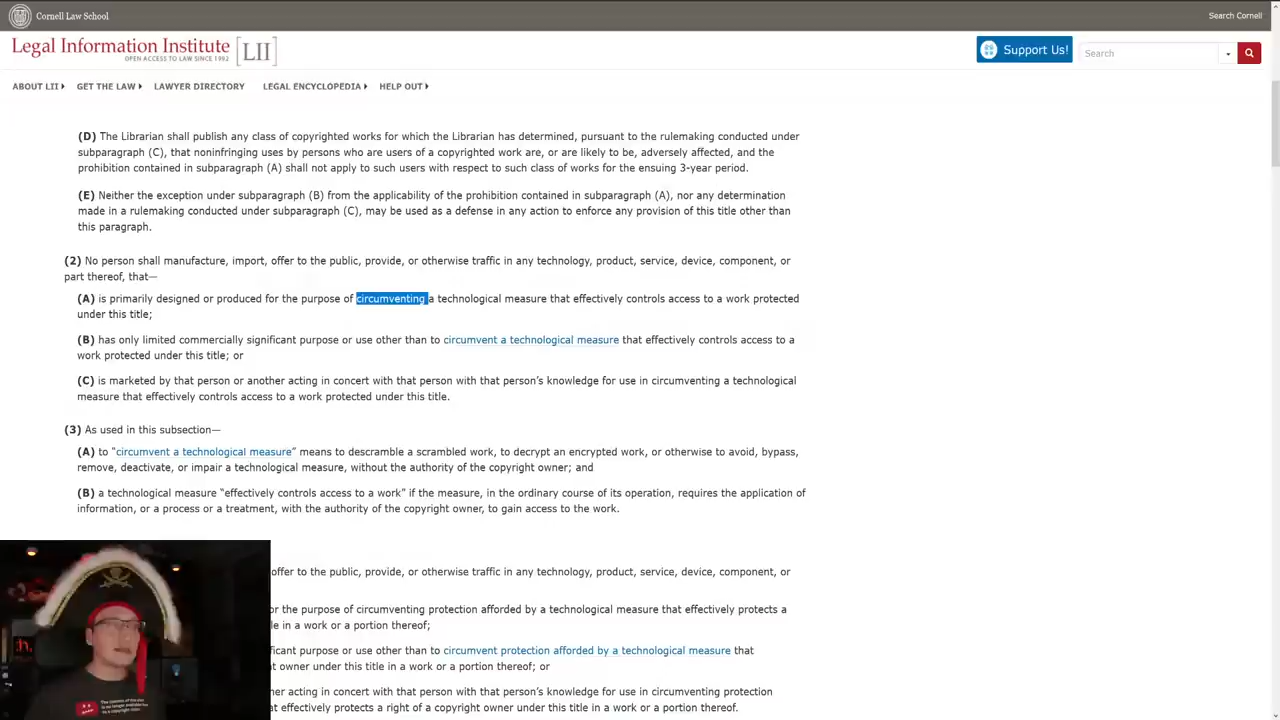 Cornell Law School
Search Cornell
Legal Information Institute [LII]
OPEN ACCESS TO LAW SINCE 1992
Support Us!
Search
ABOUT LII
GET THE LAW
LAWYER DIRECTORY
LEGAL ENCYCLOPEDIA
HELP OUT
(D) The Librarian shall publish any class of copyrighted works for which the Librarian has determined, pursuant to the rulemaking conducted under
subparagraph (C), that noninfringing uses by persons who are users of a copyrighted work are, or are likely to be, adversely affected, and the
prohibition contained in subparagraph (A) shall not apply to such users with respect to such class of works for the ensuing 3-year period.
(E) Neither the exception under subparagraph (B) from the applicability of the prohibition contained in subparagraph (A), nor any determination
made in a rulemaking conducted under subparagraph (C), may be used as a defense in any action to enforce any provision of this title other than
this paragraph.
(2) No person shall manufacture, import, offer to the public, provide, or otherwise traffic in any technology, product, service, device, component, or
part thereof, that—
(A) is primarily designed or produced for the purpose of circumventing a technological measure that effectively controls access to a work protected
under this title;
(B) has only limited commercially significant purpose or use other than to circumvent a technological measure that effectively controls access to a
work protected under this title; or
(C) is marketed by that person or another acting in concert with that person with that person’s knowledge for use in circumventing a technological
measure that effectively controls access to a work protected under this title.
(3) As used in this subsection—
(A) to “circumvent a technological measure” means to descramble a scrambled work, to decrypt an encrypted work, or otherwise to avoid, bypass,
remove, deactivate, or impair a technological measure, without the authority of the copyright owner; and
(B) a technological measure “effectively controls access to a work” if the measure, in the ordinary course of its operation, requires the application of
information, or a process or a treatment, with the authority of the copyright owner, to gain access to the work.
offer to the public, provide, or otherwise traffic in any technology, product, service, device, component, or
or the purpose of circumventing protection afforded by a technological measure that effectively protects a
le in a work or a portion thereof;
ificant purpose or use other than to circumvent protection afforded by a technological measure that
t owner under this title in a work or a portion thereof; or
her acting in concert with that person with that person’s knowledge for use in circumventing protection
at effectively protects a right of a copyright owner under this title in a work or a portion thereof.